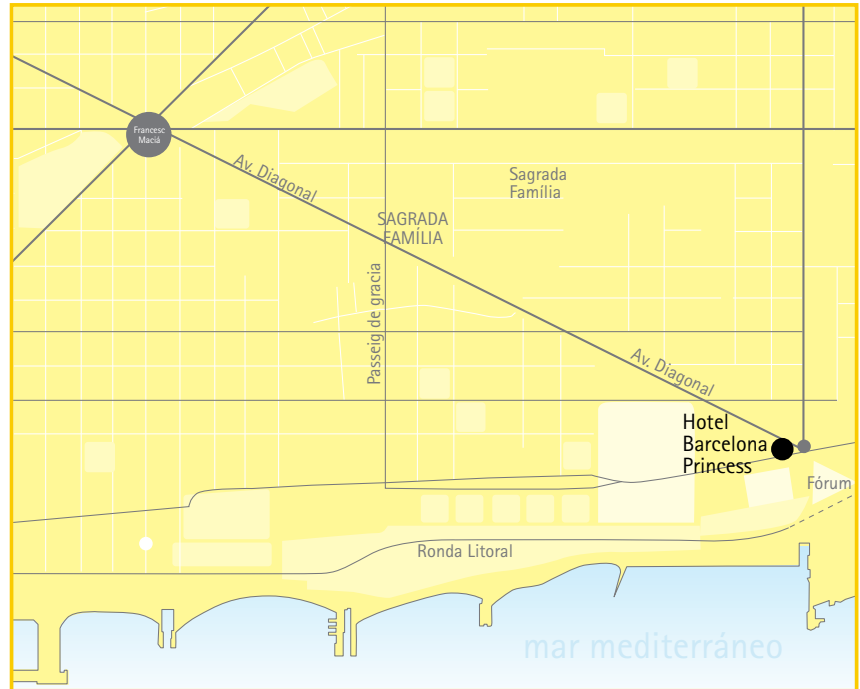 Francesc
Maciá
Av. Diagonal
Sagrada
Família
SAGRADA
FAMÍLIA
Passeig de gracia
Av. Diagonal
Hotel
Barcelona
Princess
Fórum
Ronda Litoral
mar mediterráneo